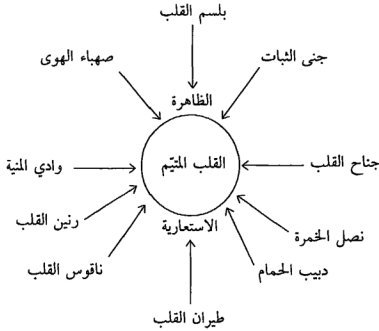 بلسم القلب
جنى الثبات
صهباء الهوى
الظاهرة
جناح القلب
القلب المتيّم
وادي المنية
نصل الخمرة
رنين القلب
الاستعارية
دبيب الحمام
ناقوس القلب
طيران القلب